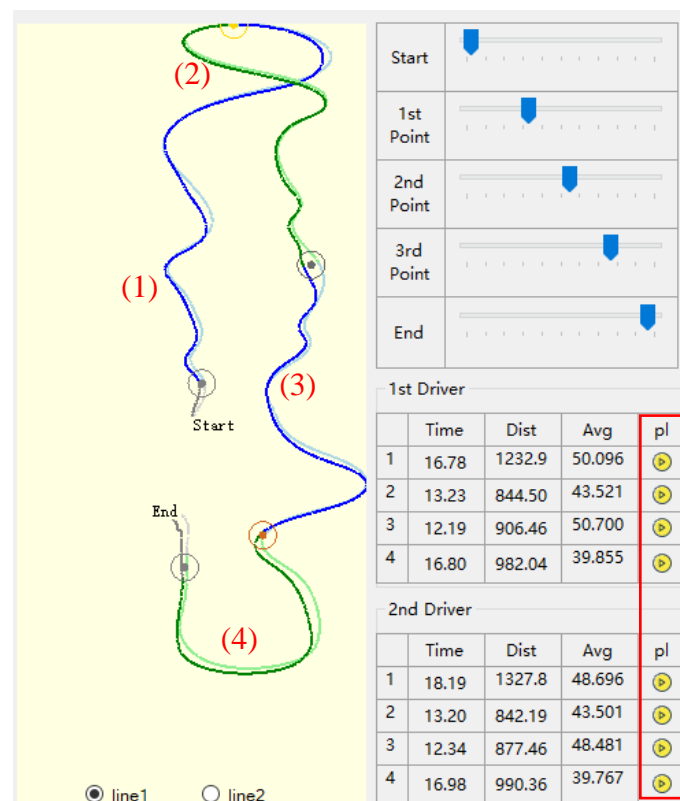 (2)
(1)
(3)
Start
End
(4)
line1 line2
Start
1st
Point
2nd
Point
3rd
Point
End
1st Driver
Time Dist Avg pl
1 16.78 1232.9 50.096
2 13.23 844.50 43.521
3 12.19 906.46 50.700
4 16.80 982.04 39.855
2nd Driver
Time Dist Avg pl
1 18.19 1327.8 48.696
2 13.20 842.19 43.501
3 12.34 877.46 48.481
4 16.98 990.36 39.767